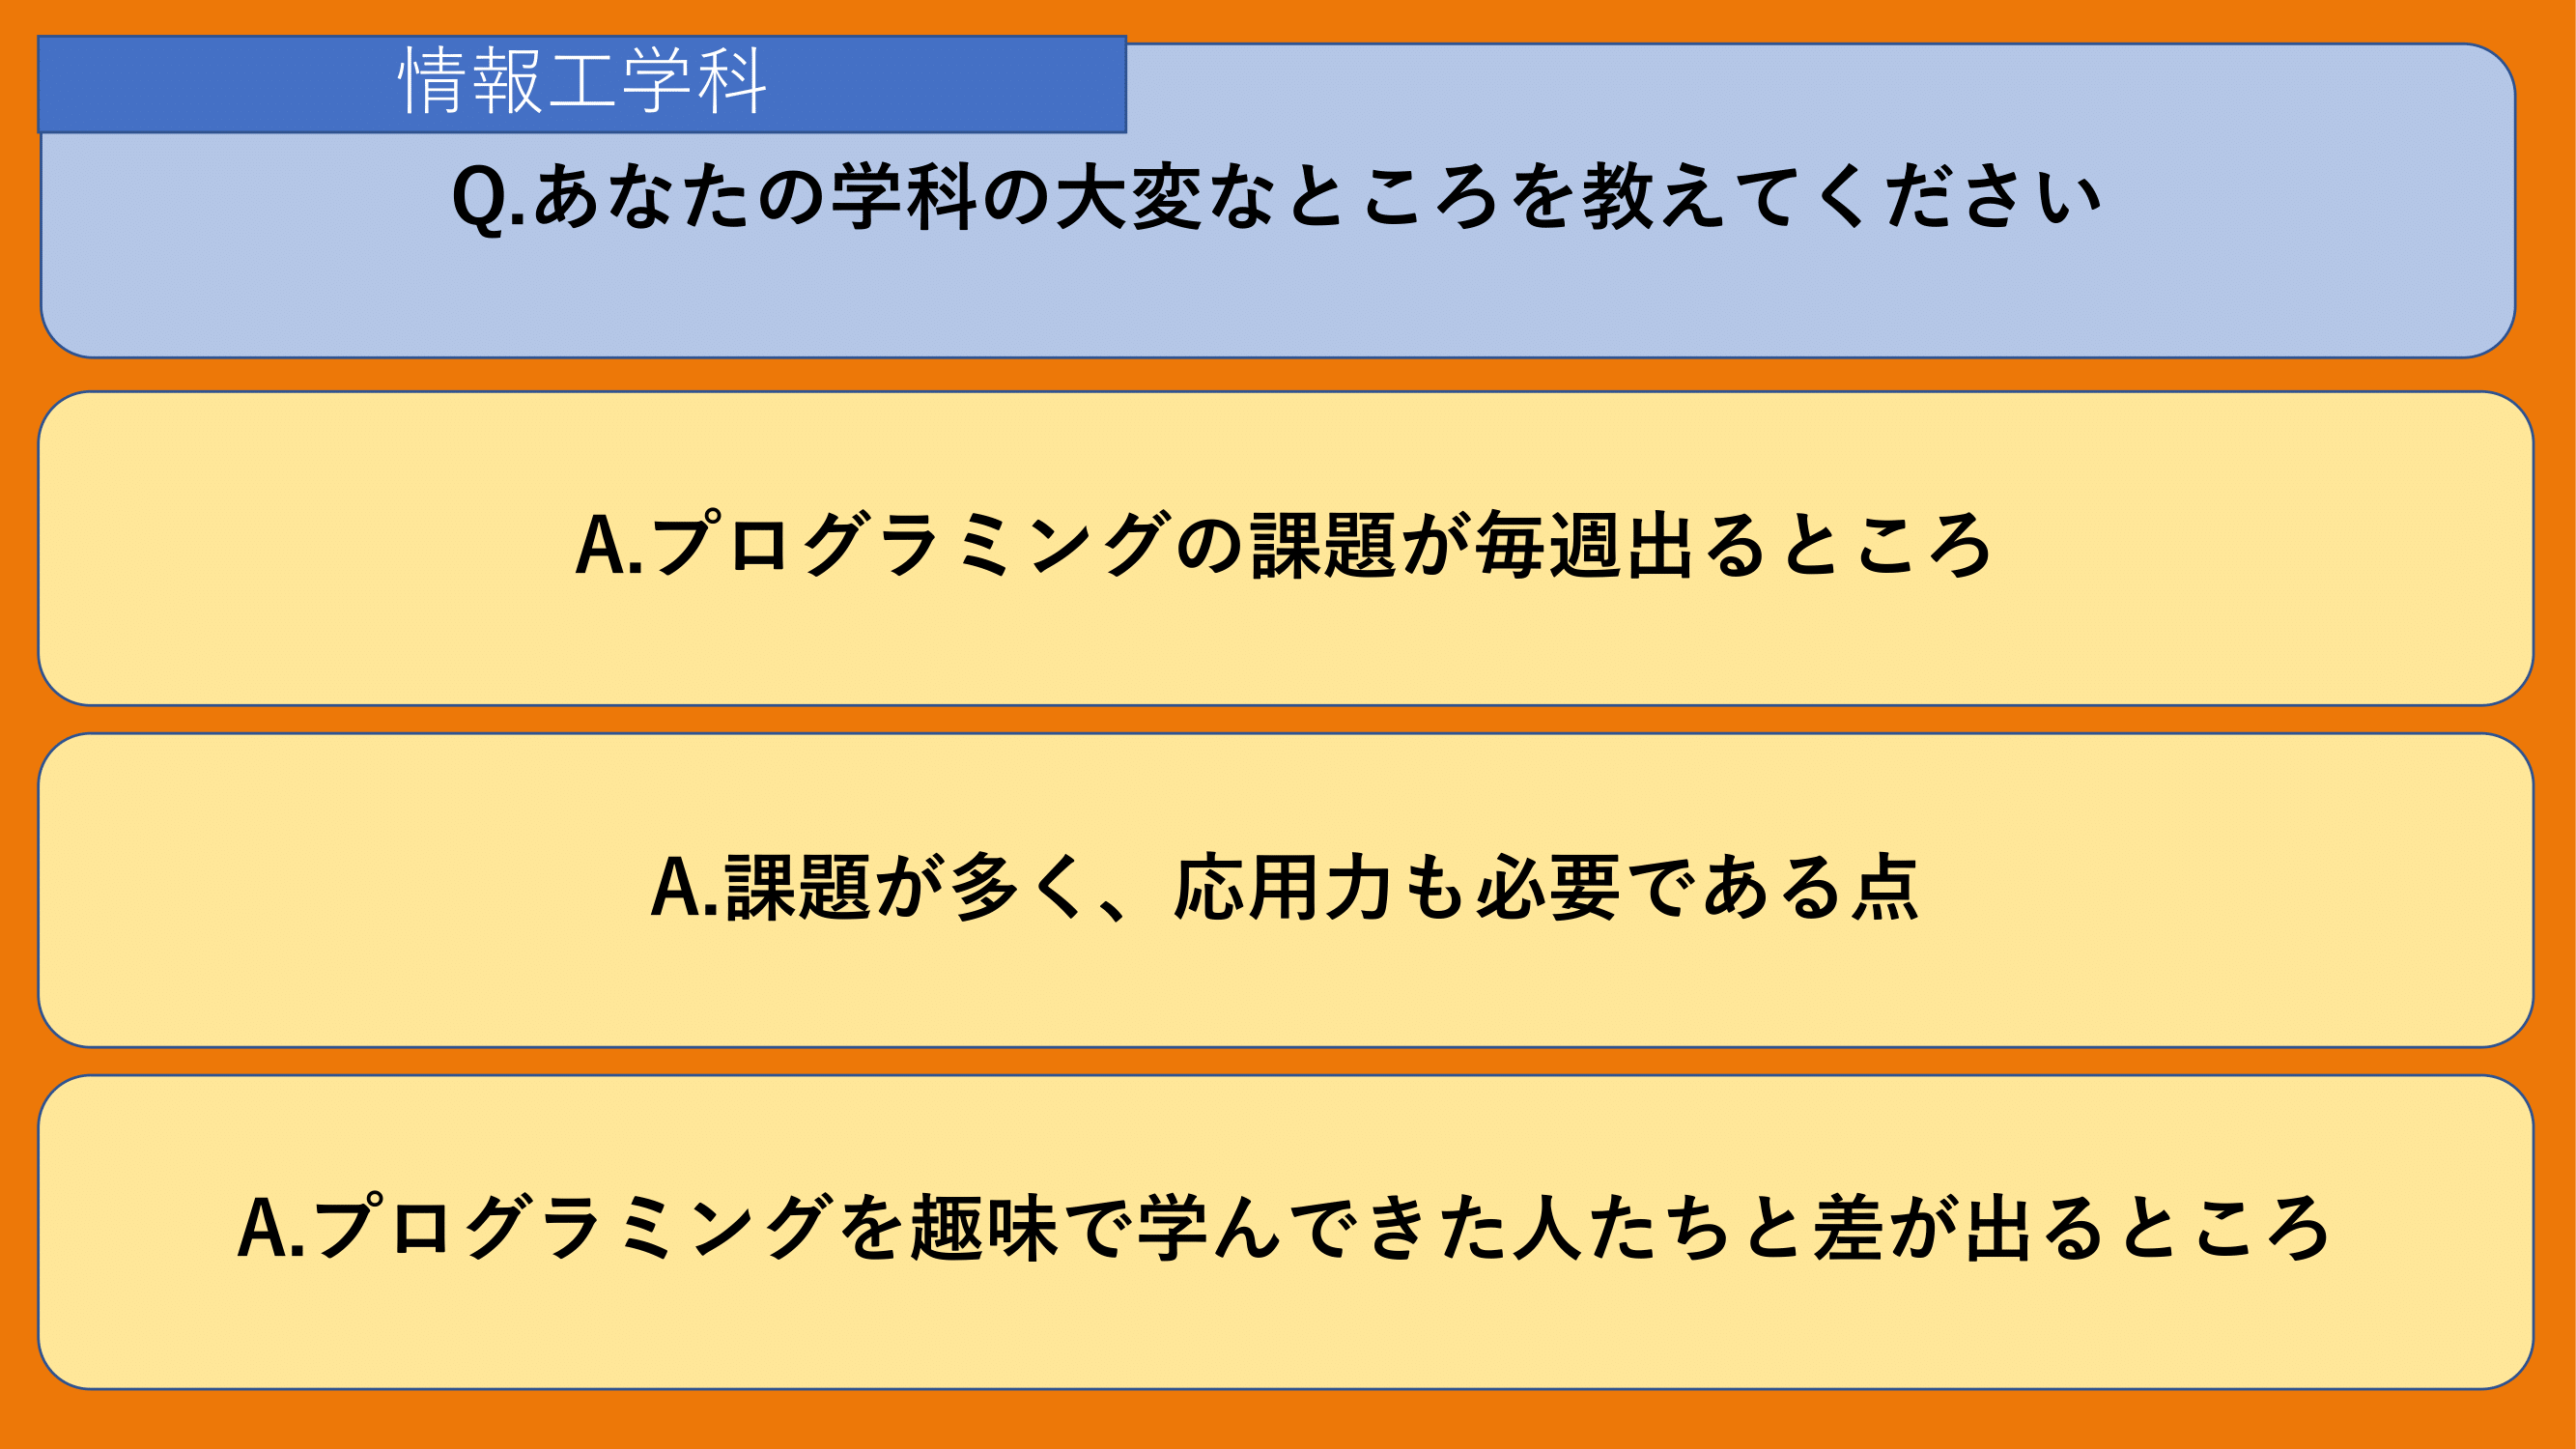 情報工学科
Q.あなたの学科の大変なところを教えてください
A.プログラミングの課題が毎週出るところ
A.課題が多く、応用力も必要である点
A.プログラミングを趣味で学んできた人たちと差が出るところ